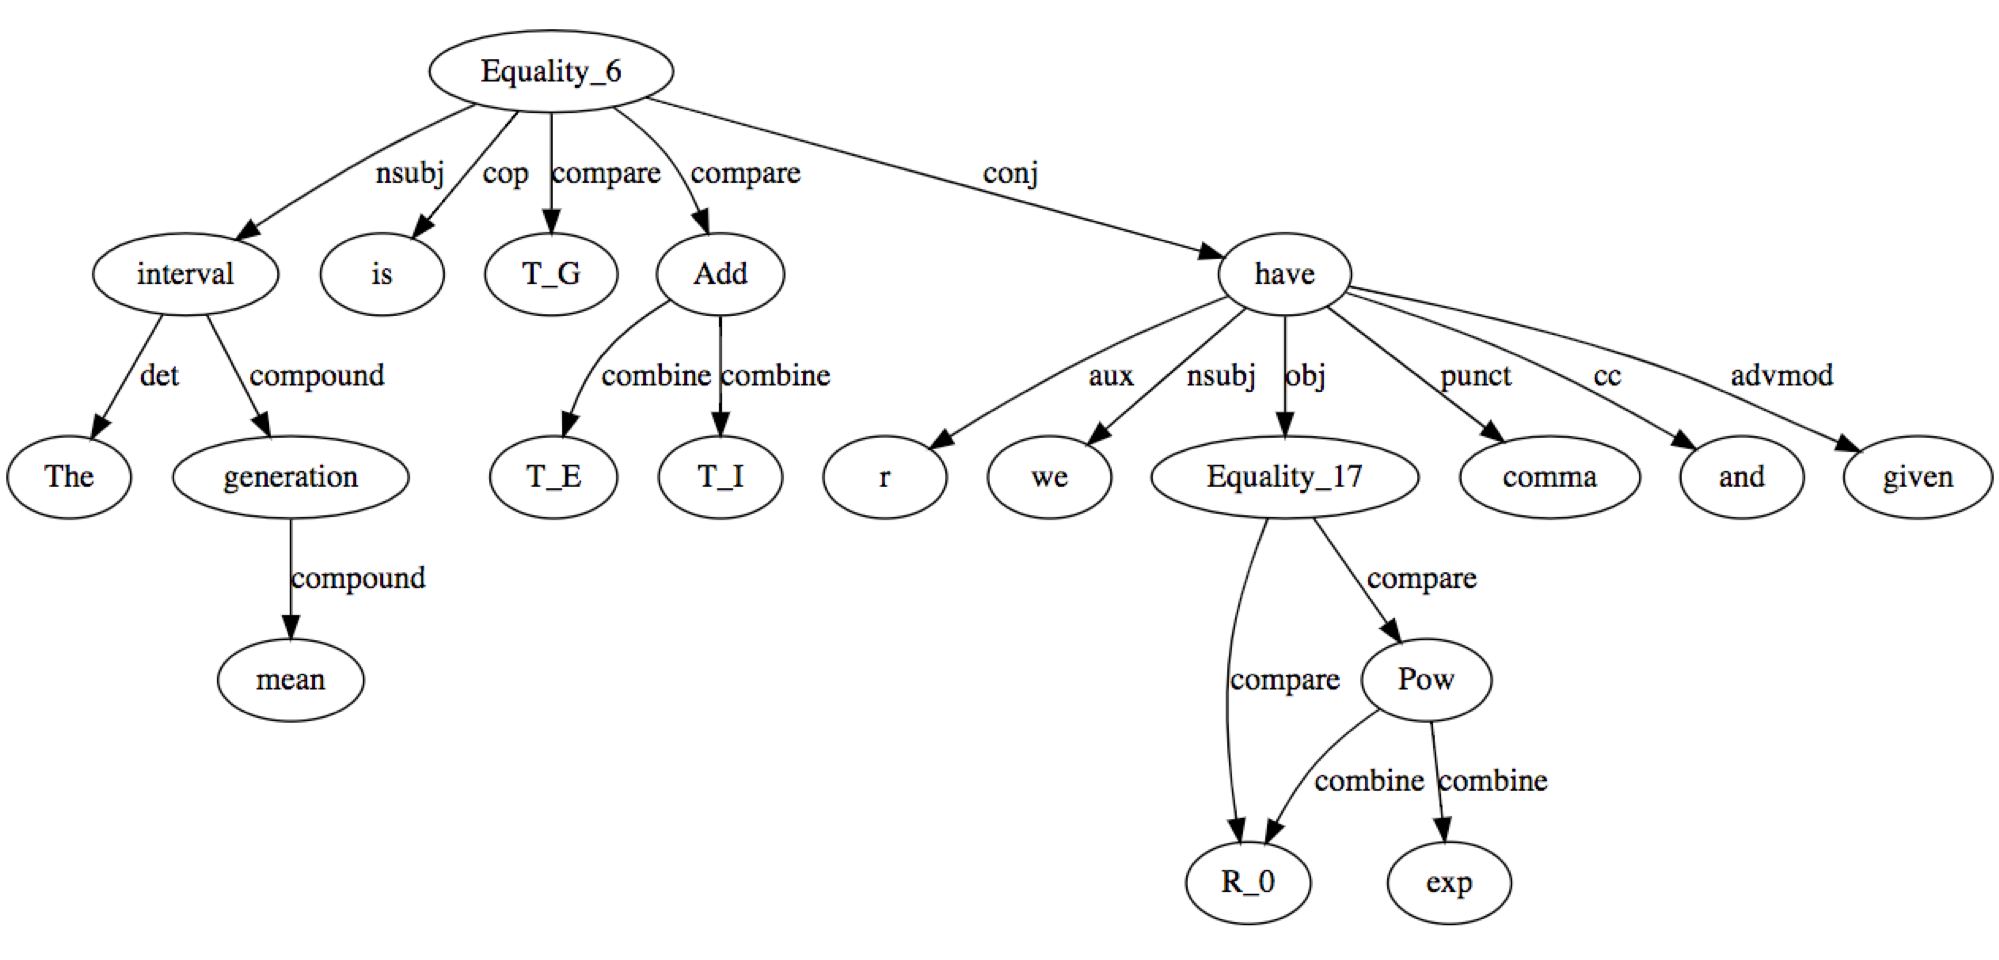 Equality_6
nsubj cop compare compare conj
interval is T_G Add have
det compound combine combine aux nsubj obj punct cc advmod
The generation T_E T_I r we Equality_17 comma and given
compound compare
mean compare Pow
combine combine
R_0 exp